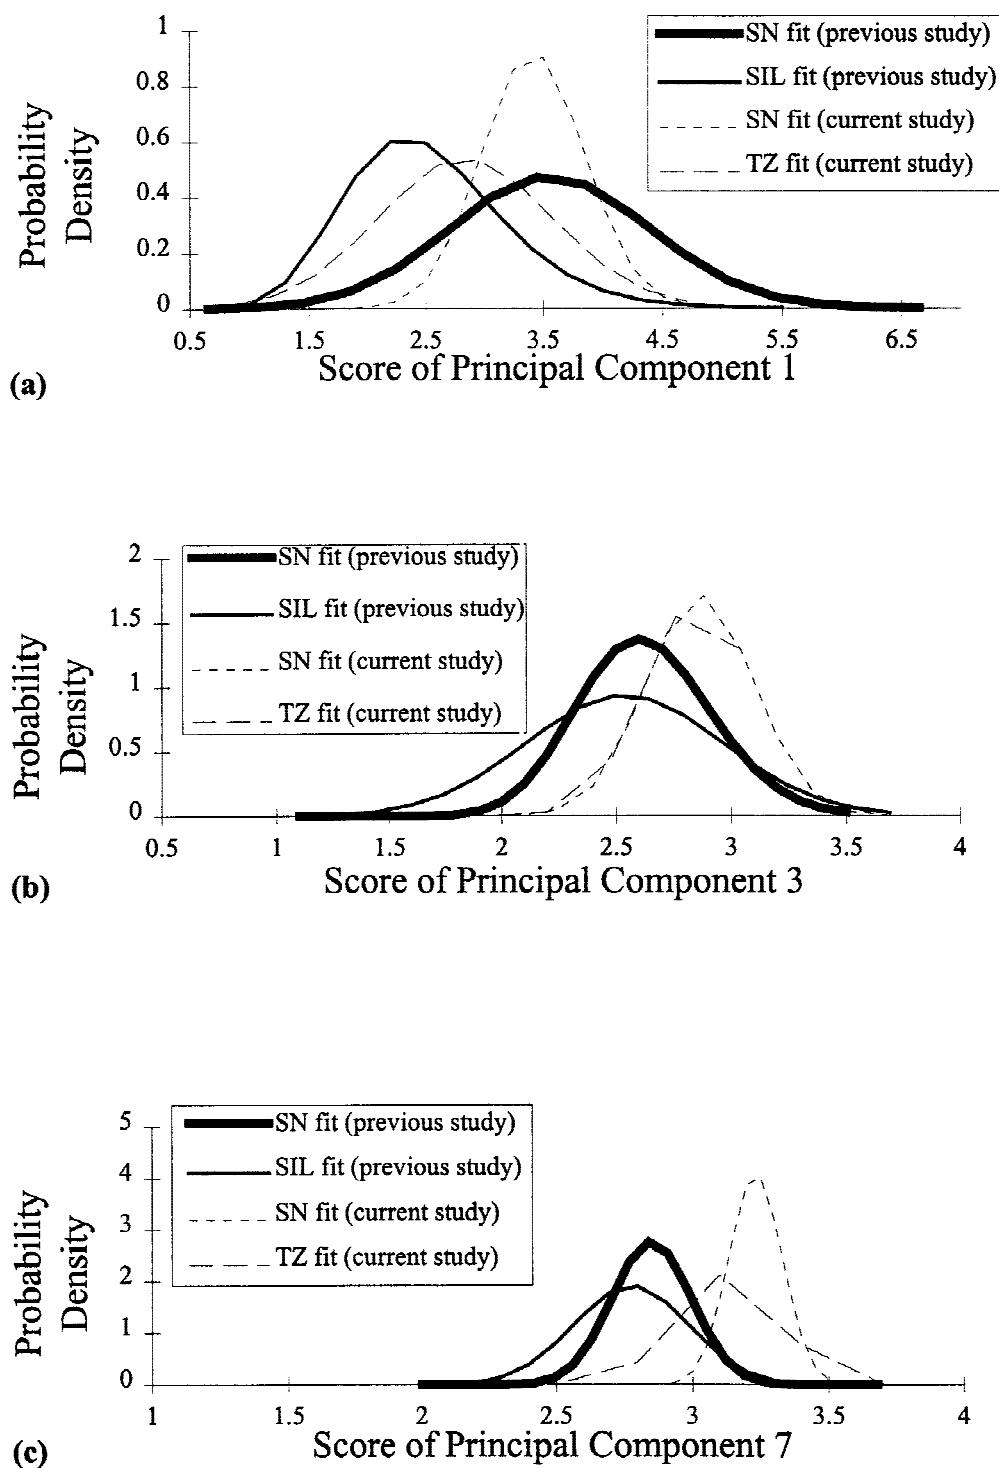 1
0.8
0.6
0.4
0.2
0
Probability
Density
SN fit (previous study)
SIL fit (previous study)
SN fit (current study)
TZ fit (current study)
0.5 1.5 2.5 3.5 4.5 5.5 6.5
Score of Principal Component 1
(a)
2
1.5
1
0.5
0
Probability
Density
SN fit (previous study)
SIL fit (previous study)
SN fit (current study)
TZ fit (current study)
0.5 1 1.5 2 2.5 3 3.5 4
Score of Principal Component 3
(b)
5
4
3
2
1
0
Probability
Density
SN fit (previous study)
SIL fit (previous study)
SN fit (current study)
TZ fit (current study)
1 1.5 2 2.5 3 3.5 4
Score of Principal Component 7
(c)